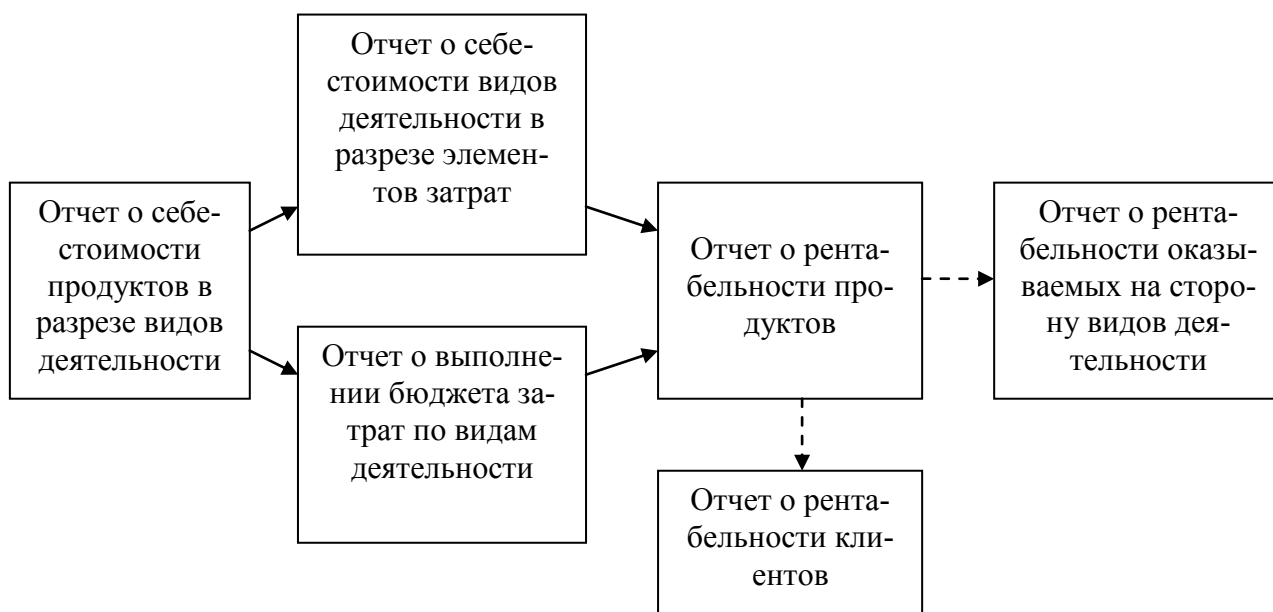 Отчет о себе-
стоимости
продуктов в
разрезе видов
деятельности
Отчет о себе-
стоимости видов
деятельности в
разрезе элемен-
тов затрат
Отчет о выполне-
нии бюджета за-
трат по видам
деятельности
Отчет о рента-
бельности про-
дуктов
Отчет о рента-
бельности оказы-
ваемых на сторо-
ну видов дея-
тельности
Отчет о рента-
бельности кли-
ентов